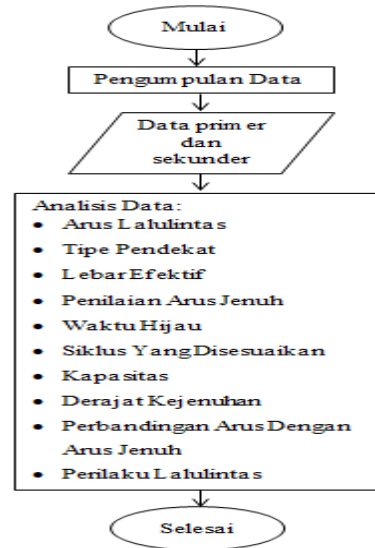 Mulai
Pengumpulan Data
Data primer
dan
sekunder
Analisis Data:
• Arus Lalulintas
• Tipe Pendekat
• Lebar Efektif
• Penilaian Arus Jenuh
• Waktu Hijau
• Siklus Yang Disesuaikan
• Kapasitas
• Derajat Kejenuhan
• Perbandingan Arus Dengan
Arus Jenuh
• Perilaku Lalulintas
Selesai